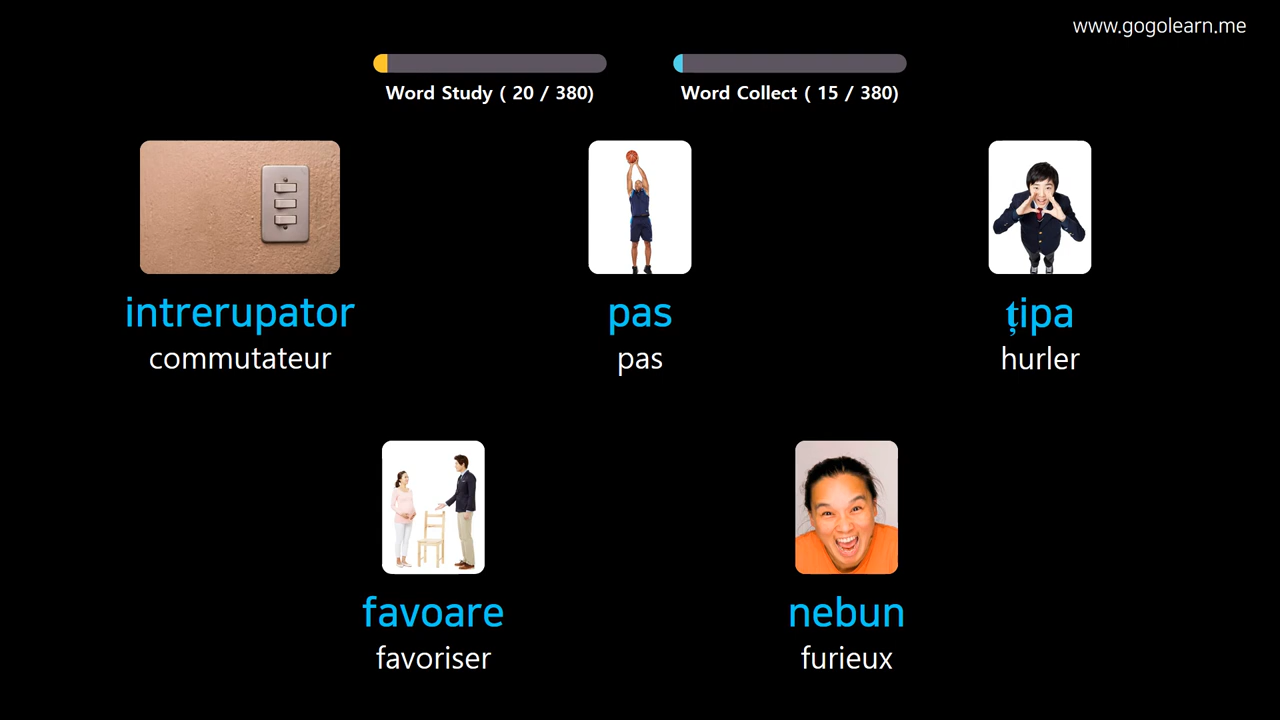 www.gogolearn.me
Word Study ( 20 / 380)
Word Collect ( 15 / 380)
intrerupator
commutateur
pas
pas
țipa
hurler
favoare
favoriser
nebun
furieux